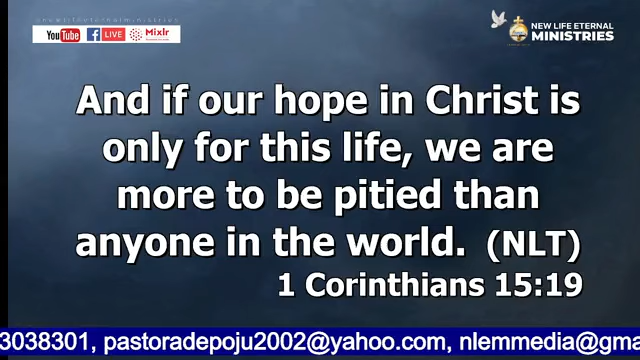 newlifeeternalministries
YouTube f LIVE Mixlr
NEW LIFE ETERNAL
MINISTRIES
And if our hope in Christ is
only for this life, we are
more to be pitied than
anyone in the world. (NLT)
1 Corinthians 15:19
3038301, pastoradepoju2002@yahoo.com, nlemmedia@gma